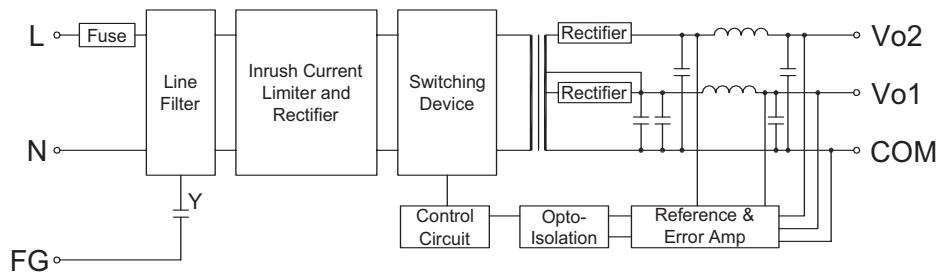 L
Fuse
Line
Filter
Inrush Current
Limiter and
Rectifier
Switching
Device
Rectifier
Vo2
Rectifier
Vo1
N
COM
Y
Control
Circuit
Opto-
Isolation
Reference &
Error Amp
FG